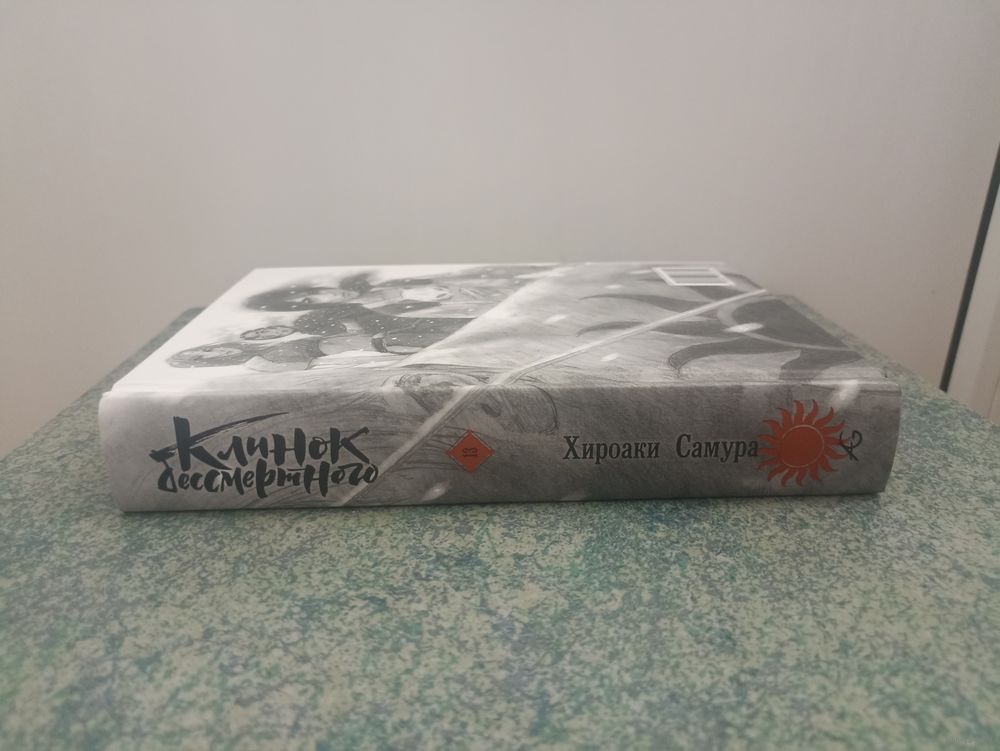 Клинок
бессмертного
Хироаки Самура